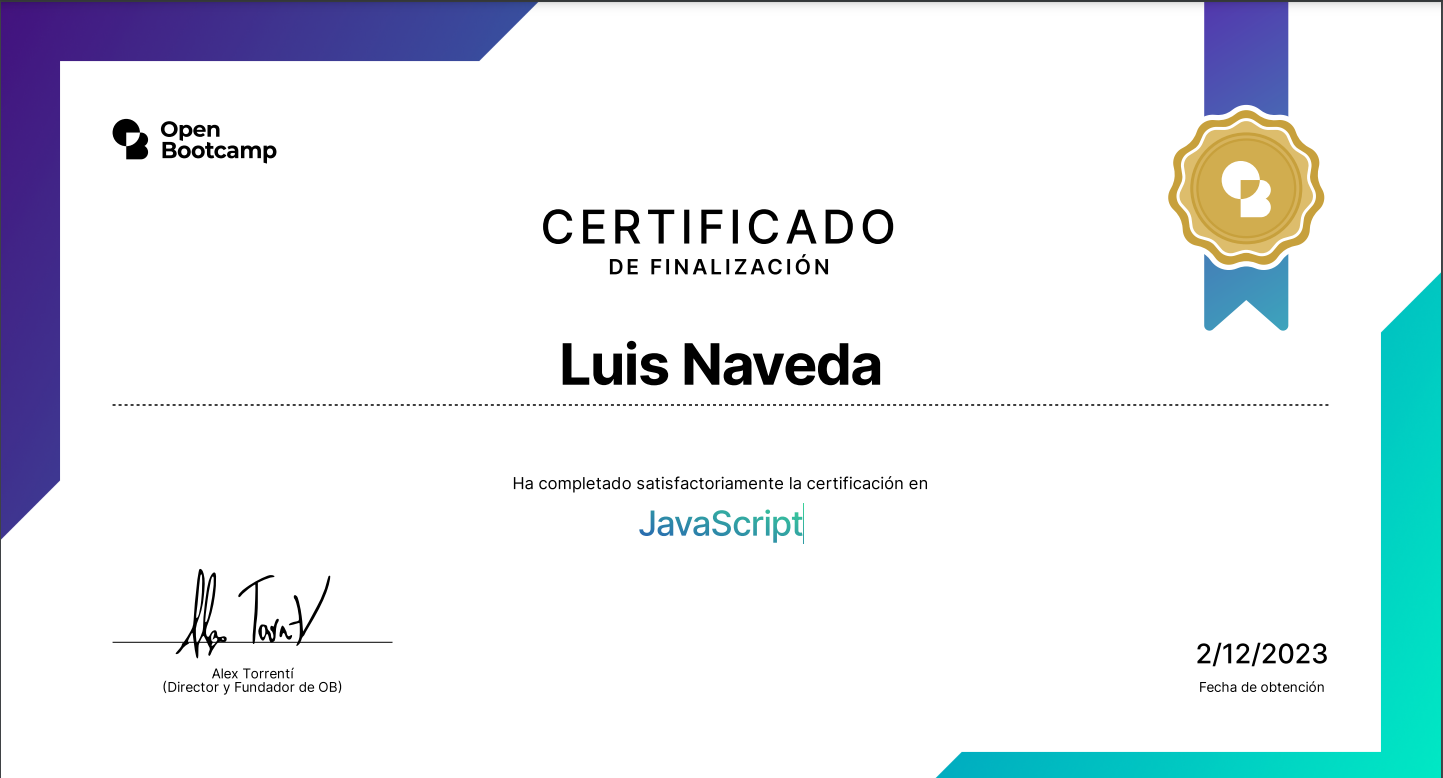 Open
Bootcamp
CERTIFICADO
DE FINALIZACIÓN
Luis Naveda
Ha completado satisfactoriamente la certificación en
JavaScript
Alex Torrentí
(Director y Fundador de OB)
2/12/2023
Fecha de obtención